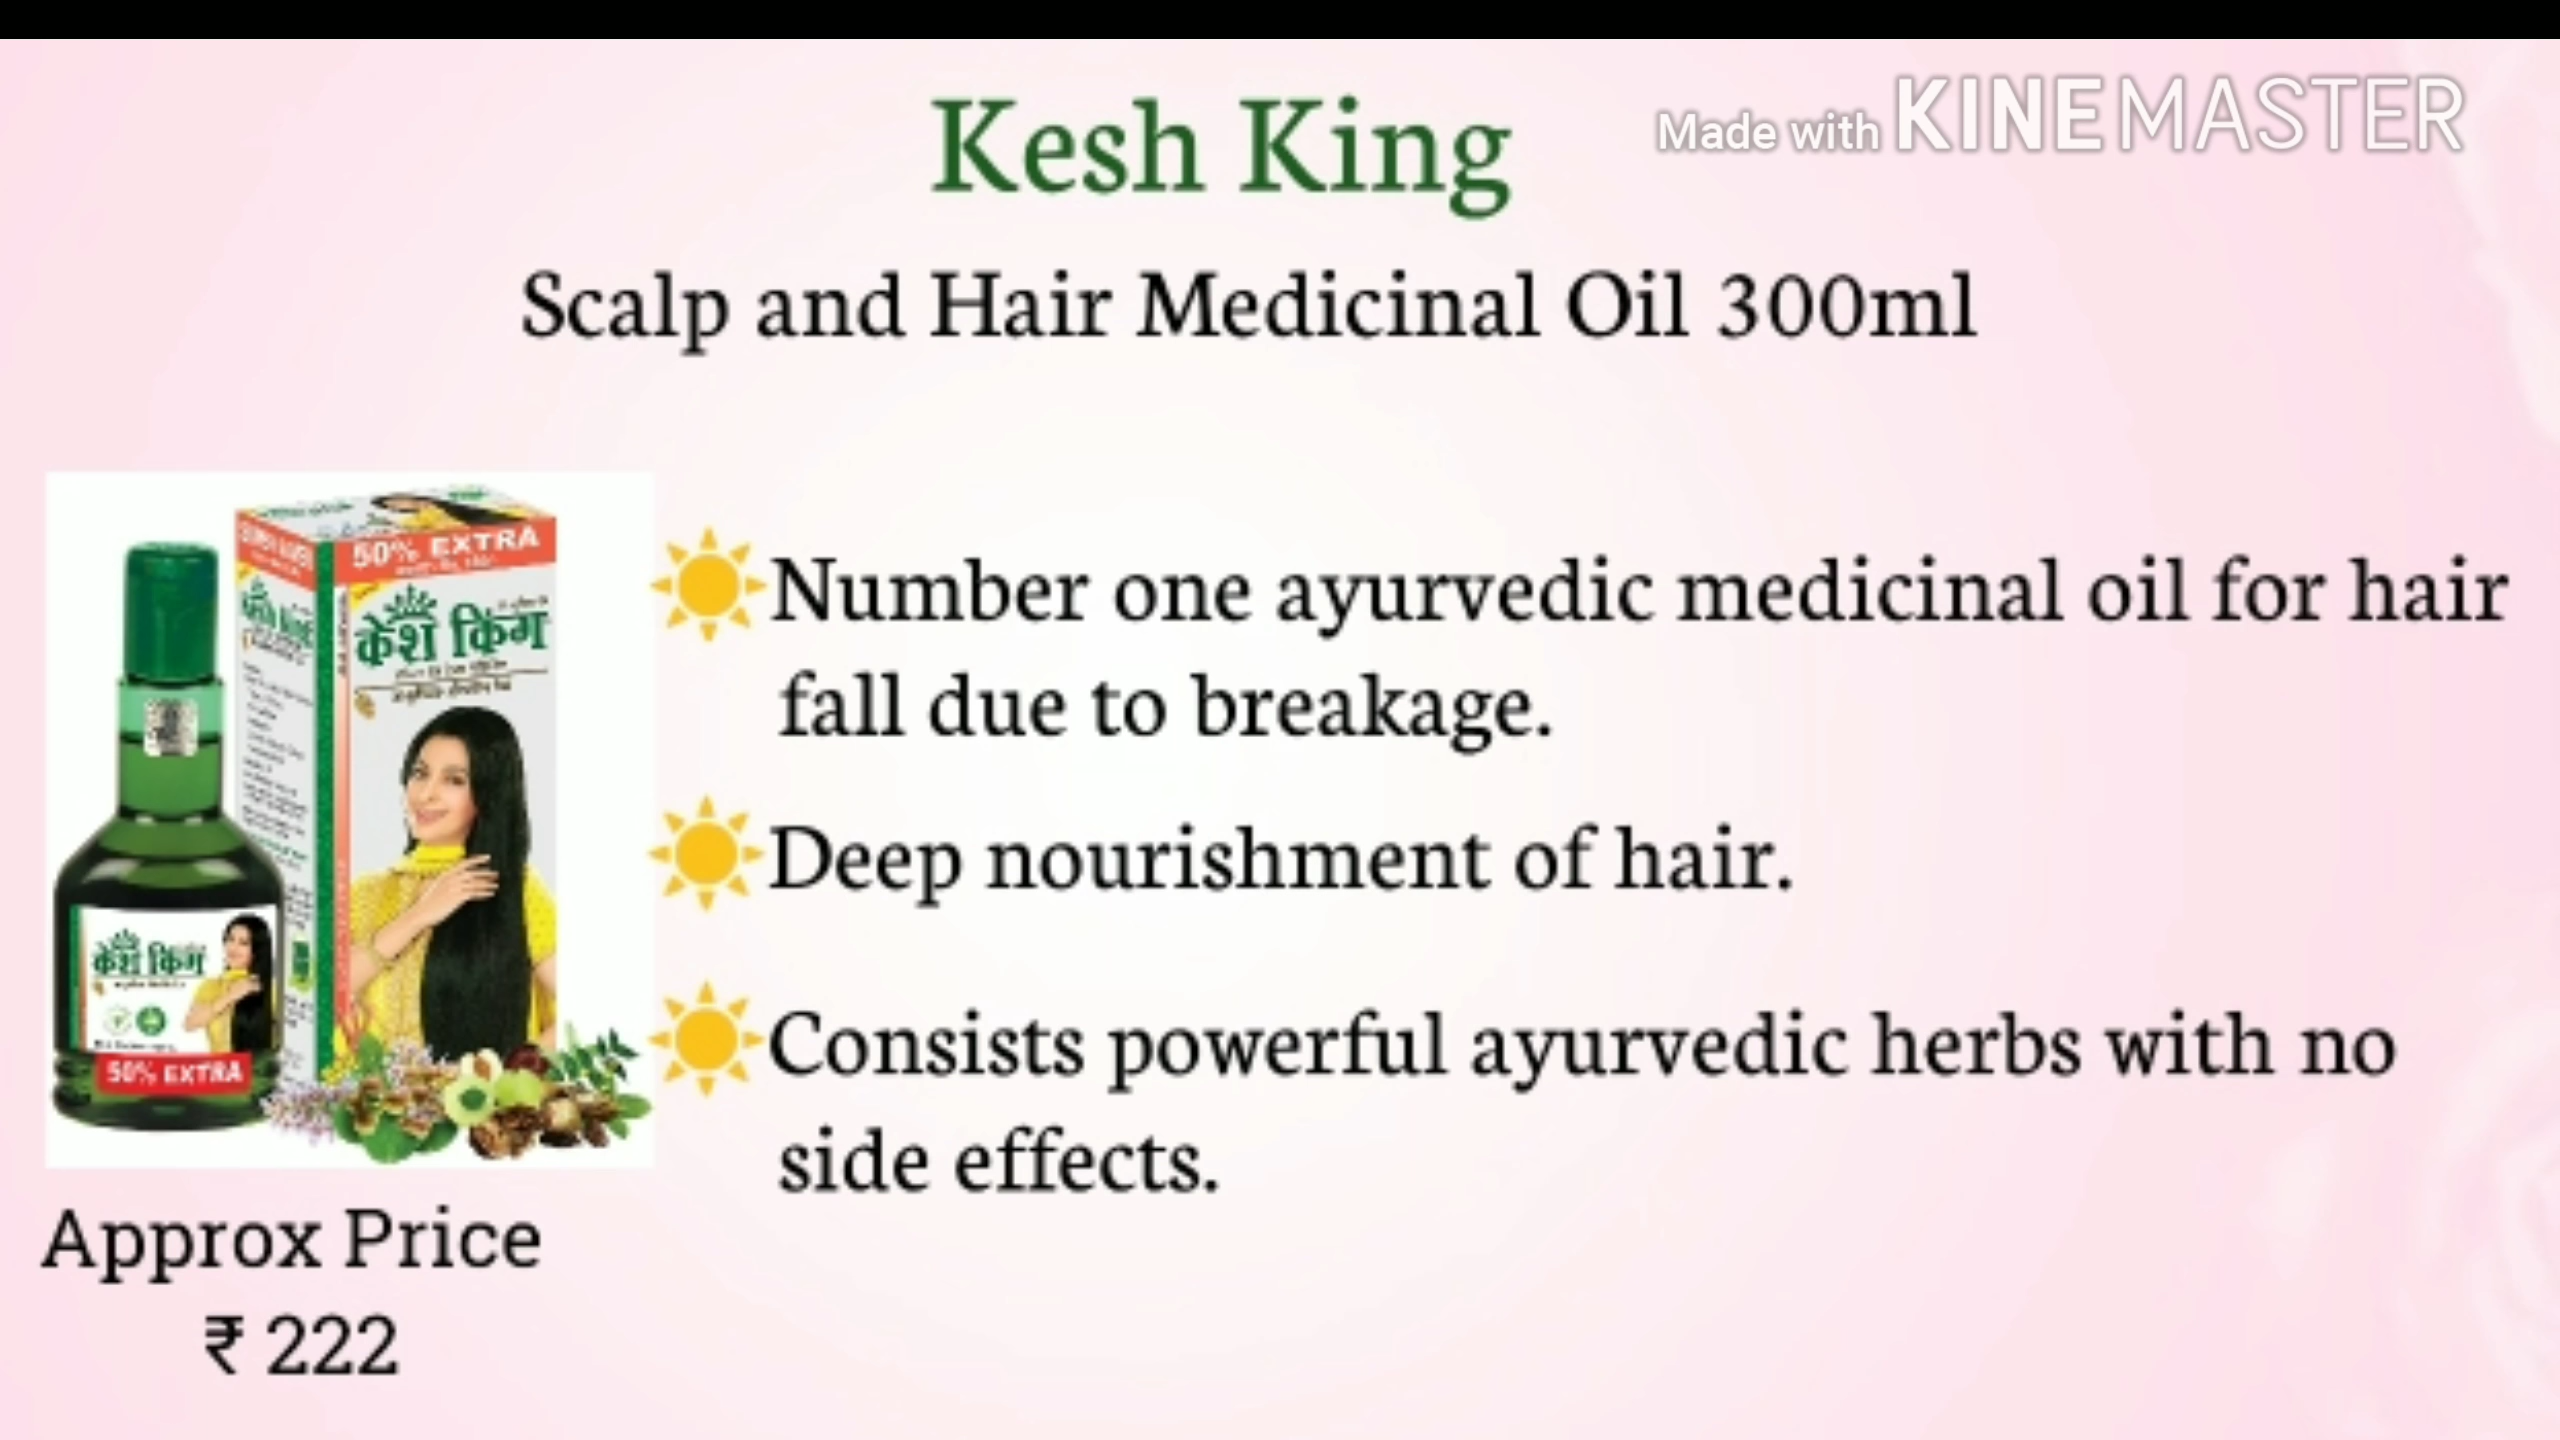 Made with KINEMASTER
Kesh King
Scalp and Hair Medicinal Oil 300ml
50% EXTRA
केश किंग
केश किंग
50% EXTRA
Number one ayurvedic medicinal oil for hair
fall due to breakage.
Deep nourishment of hair.
Consists powerful ayurvedic herbs with no
side effects.
Approx Price
₹ 222